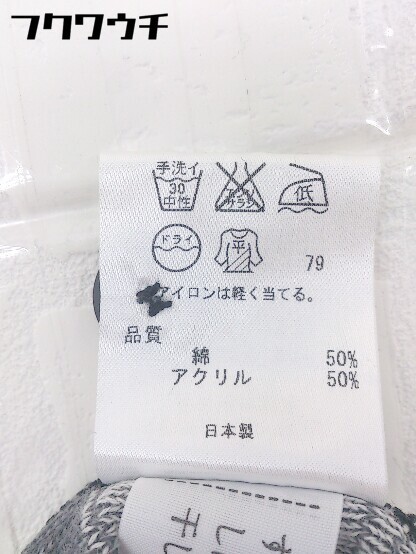 フクワウチ
手洗イ
30
中性
エンソ
サラシ
低
ドライ
平
79
アイロンは軽く当てる。
品質
綿 50%
アクリル 50%
日本製